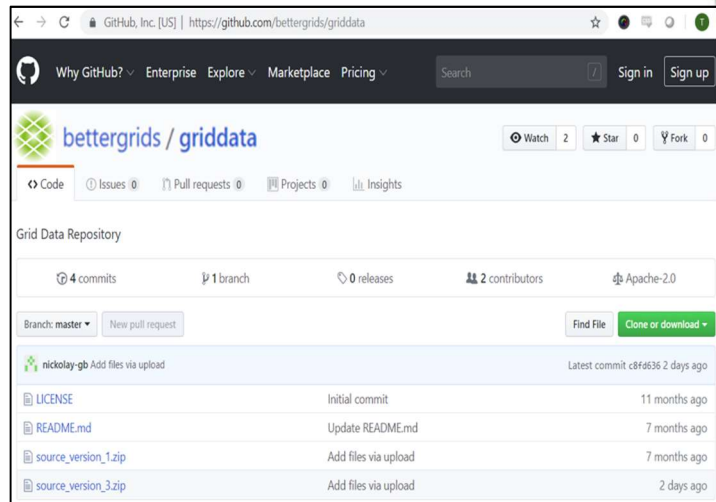 GitHub, Inc. [US] | https://github.com/bettergrids/griddata T
Why GitHub? Enterprise Explore Marketplace Pricing Search / Sign in Sign up
bettergrids / griddata Watch 2 Star 0 Fork 0
<> Code Issues 0 Pull requests 0 Projects 0 Insights
Grid Data Repository
4 commits 1 branch 0 releases 2 contributors Apache-2.0
Branch: master New pull request Find File Clone or download
nickolay-gb Add files via upload Latest commit c8fd636 2 days ago
LICENSE Initial commit 11 months ago
README.md Update README.md 7 months ago
source_version_1.zip Add files via upload 7 months ago
source_version_3.zip Add files via upload 2 days ago